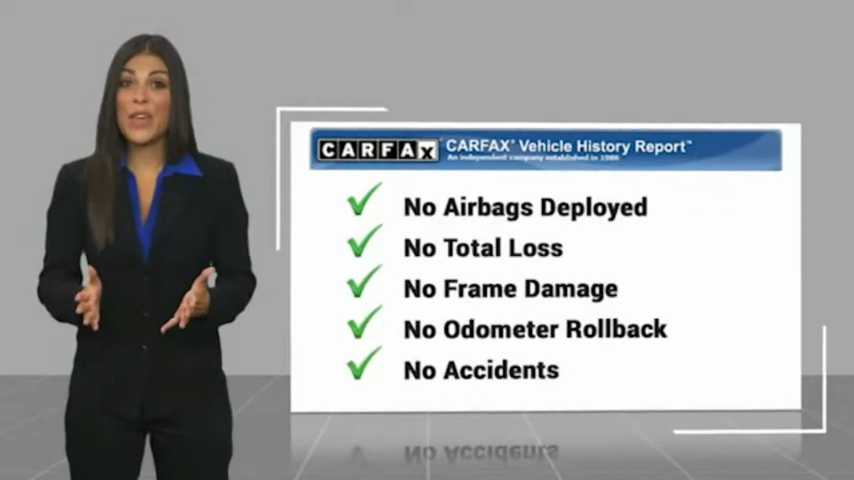 CARFAX CARFAX® Vehicle History Report™
An independent company established in 1986
No Airbags Deployed
No Total Loss
No Frame Damage
No Odometer Rollback
No Accidents